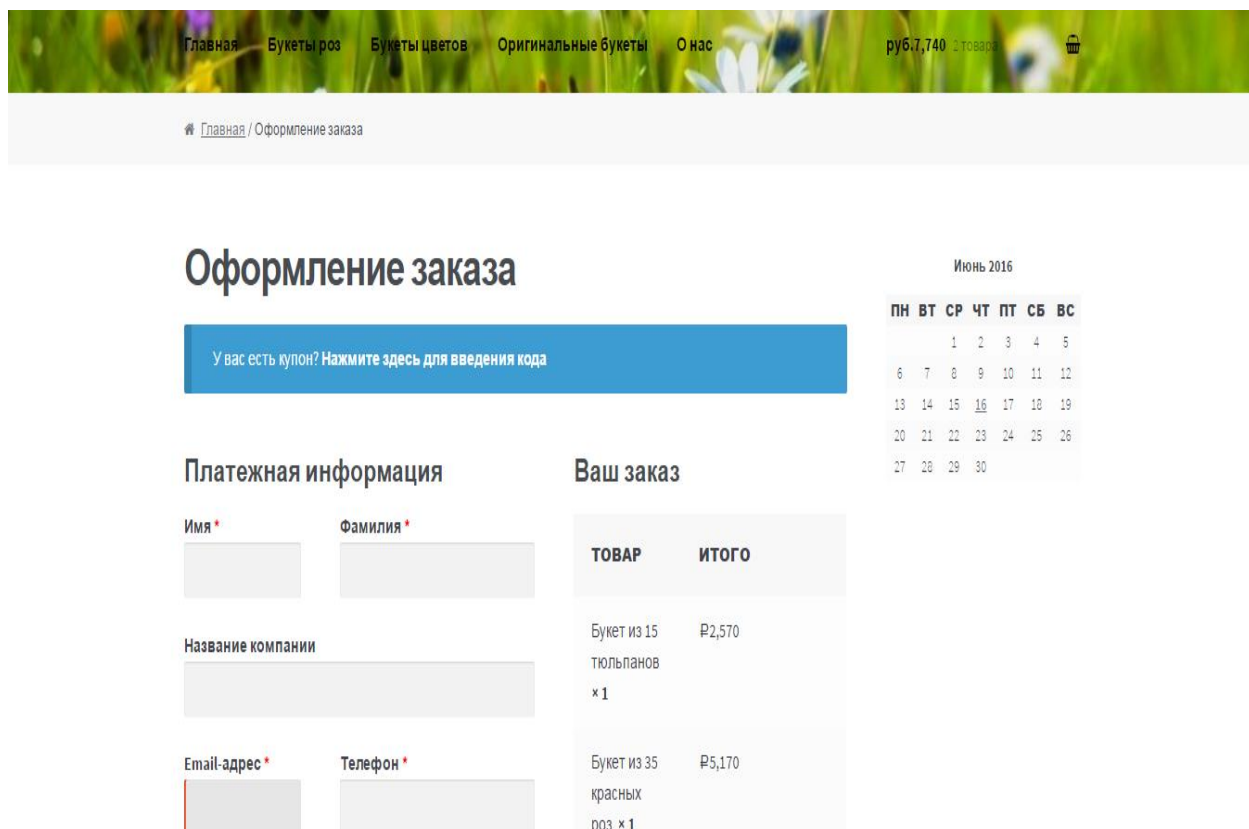 Главная Букеты роз Букеты цветов Оригинальные букеты О нас руб.7,740 2 товара
Главная / Оформление заказа
Оформление заказа
У вас есть купон? Нажмите здесь для введения кода
Платежная информация
Имя * Фамилия *
Название компании
Email-адрес * Телефон *
Ваш заказ
ТОВАР ИТОГО
Букет из 15 ₽2,570
тюльпанов
× 1
Букет из 35 ₽5,170
красных
роз × 1
Июнь 2016
ПН ВТ СР ЧТ ПТ СБ ВС
1 2 3 4 5
6 7 8 9 10 11 12
13 14 15 16 17 18 19
20 21 22 23 24 25 26
27 28 29 30